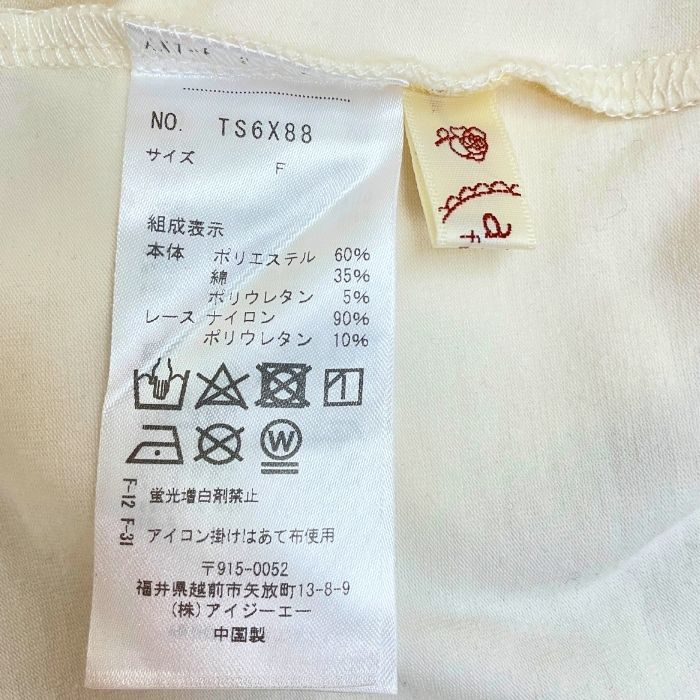 NO. TS6X88
サイズ F
組成表示
本体 ポリエステル 60%
綿 35%
ポリウレタン 5%
レース ナイロン 90%
ポリウレタン 10%
W
F-12 F-31
蛍光増白剤禁止
アイロン掛けはあて布使用
〒915-0052
福井県越前市矢放町13-8-9
(株)アイジーエー
中国製
a
F